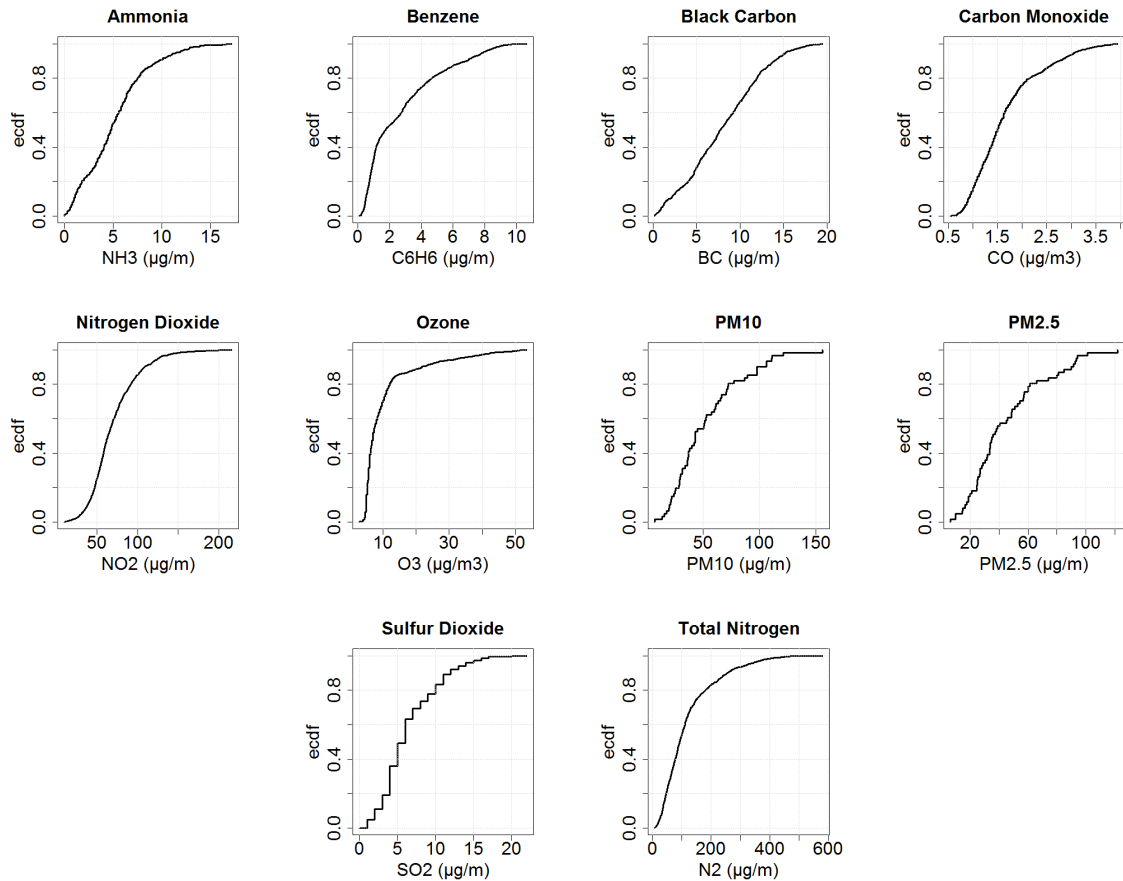 Ammonia
ecdf
0.0 0.4 0.8
0 5 10 15
NH3 (µg/m)
Benzene
ecdf
0.0 0.4 0.8
0 2 4 6 8 10
C6H6 (µg/m)
Black Carbon
ecdf
0.0 0.4 0.8
0 5 10 15 20
BC (µg/m)
Carbon Monoxide
ecdf
0.0 0.4 0.8
0.5 1.5 2.5 3.5
CO (µg/m3)
Nitrogen Dioxide
ecdf
0.0 0.4 0.8
50 100 200
NO2 (µg/m)
Ozone
ecdf
0.0 0.4 0.8
10 30 50
O3 (µg/m3)
PM10
ecdf
0.0 0.4 0.8
50 100 150
PM10 (µg/m)
PM2.5
ecdf
0.0 0.4 0.8
20 60 100
PM2.5 (µg/m)
Sulfur Dioxide
ecdf
0.0 0.4 0.8
0 5 10 15 20
SO2 (µg/m)
Total Nitrogen
ecdf
0.0 0.4 0.8
0 200 400 600
N2 (µg/m)